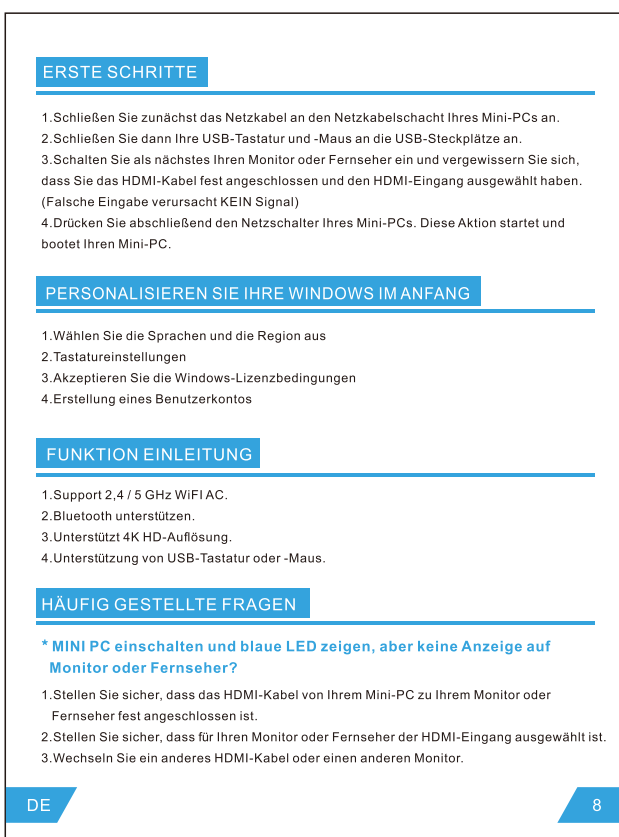 ERSTE SCHRITTE
1.Schließen Sie zunächst das Netzkabel an den Netzkabelschacht Ihres Mini-PCs an.
2.Schließen Sie dann Ihre USB-Tastatur und -Maus an die USB-Steckplätze an.
3.Schalten Sie als nächstes Ihren Monitor oder Fernseher ein und vergewissern Sie sich,
dass Sie das HDMI-Kabel fest angeschlossen und den HDMI-Eingang ausgewählt haben.
(Falsche Eingabe verursacht KEIN Signal)
4.Drücken Sie abschließend den Netzschalter Ihres Mini-PCs. Diese Aktion startet und
bootet Ihren Mini-PC.
PERSONALISIEREN SIE IHRE WINDOWS IM ANFANG
1.Wählen Sie die Sprachen und die Region aus
2.Tastatureinstellungen
3.Akzeptieren Sie die Windows-Lizenzbedingungen
4.Erstellung eines Benutzerkontos
FUNKTION EINLEITUNG
1.Support 2,4 / 5 GHz WiFI AC.
2.Bluetooth unterstützen.
3.Unterstützt 4K HD-Auflösung.
4.Unterstützung von USB-Tastatur oder -Maus.
HÄUFIG GESTELLTE FRAGEN
* MINI PC einschalten und blaue LED zeigen, aber keine Anzeige auf
Monitor oder Fernseher?
1.Stellen Sie sicher, dass das HDMI-Kabel von Ihrem Mini-PC zu Ihrem Monitor oder
Fernseher fest angeschlossen ist.
2.Stellen Sie sicher, dass für Ihren Monitor oder Fernseher der HDMI-Eingang ausgewählt ist.
3.Wechseln Sie ein anderes HDMI-Kabel oder einen anderen Monitor.
DE
8